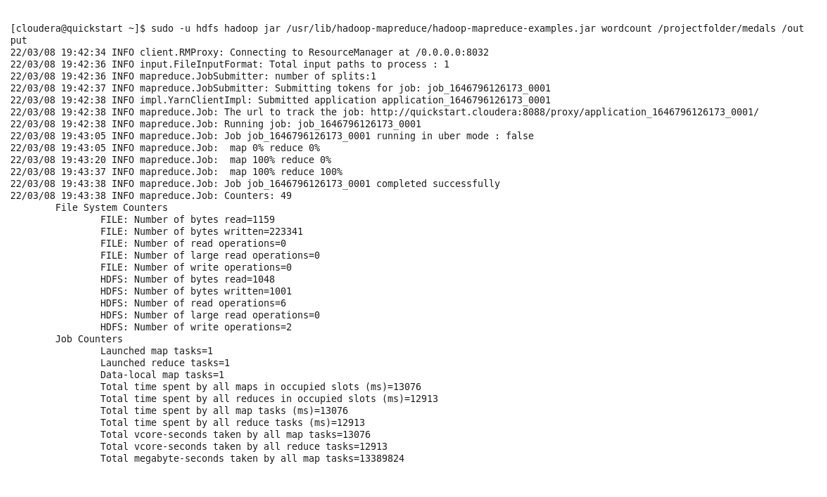 [cloudera@quickstart ~]$ sudo -u hdfs hadoop jar /usr/lib/hadoop-mapreduce/hadoop-mapreduce-examples.jar wordcount /projectfolder/medals /out
put
22/03/08 19:42:34 INFO client.RMProxy: Connecting to ResourceManager at /0.0.0.0:8032
22/03/08 19:42:36 INFO input.FileInputFormat: Total input paths to process : 1
22/03/08 19:42:36 INFO mapreduce.JobSubmitter: number of splits:1
22/03/08 19:42:37 INFO mapreduce.JobSubmitter: Submitting tokens for job: job_1646796126173_0001
22/03/08 19:42:38 INFO impl.YarnClientImpl: Submitted application application_1646796126173_0001
22/03/08 19:42:38 INFO mapreduce.Job: The url to track the job: http://quickstart.cloudera:8088/proxy/application_1646796126173_0001/
22/03/08 19:42:38 INFO mapreduce.Job: Running job: job_1646796126173_0001
22/03/08 19:43:05 INFO mapreduce.Job: Job job_1646796126173_0001 running in uber mode : false
22/03/08 19:43:05 INFO mapreduce.Job:  map 0% reduce 0%
22/03/08 19:43:20 INFO mapreduce.Job:  map 100% reduce 0%
22/03/08 19:43:37 INFO mapreduce.Job:  map 100% reduce 100%
22/03/08 19:43:38 INFO mapreduce.Job: Job job_1646796126173_0001 completed successfully
22/03/08 19:43:38 INFO mapreduce.Job: Counters: 49
File System Counters
FILE: Number of bytes read=1159
FILE: Number of bytes written=223341
FILE: Number of read operations=0
FILE: Number of large read operations=0
FILE: Number of write operations=0
HDFS: Number of bytes read=1048
HDFS: Number of bytes written=1001
HDFS: Number of read operations=6
HDFS: Number of large read operations=0
HDFS: Number of write operations=2
Job Counters
Launched map tasks=1
Launched reduce tasks=1
Data-local map tasks=1
Total time spent by all maps in occupied slots (ms)=13076
Total time spent by all reduces in occupied slots (ms)=12913
Total time spent by all map tasks (ms)=13076
Total time spent by all reduce tasks (ms)=12913
Total vcore-seconds taken by all map tasks=13076
Total vcore-seconds taken by all reduce tasks=12913
Total megabyte-seconds taken by all map tasks=13389824